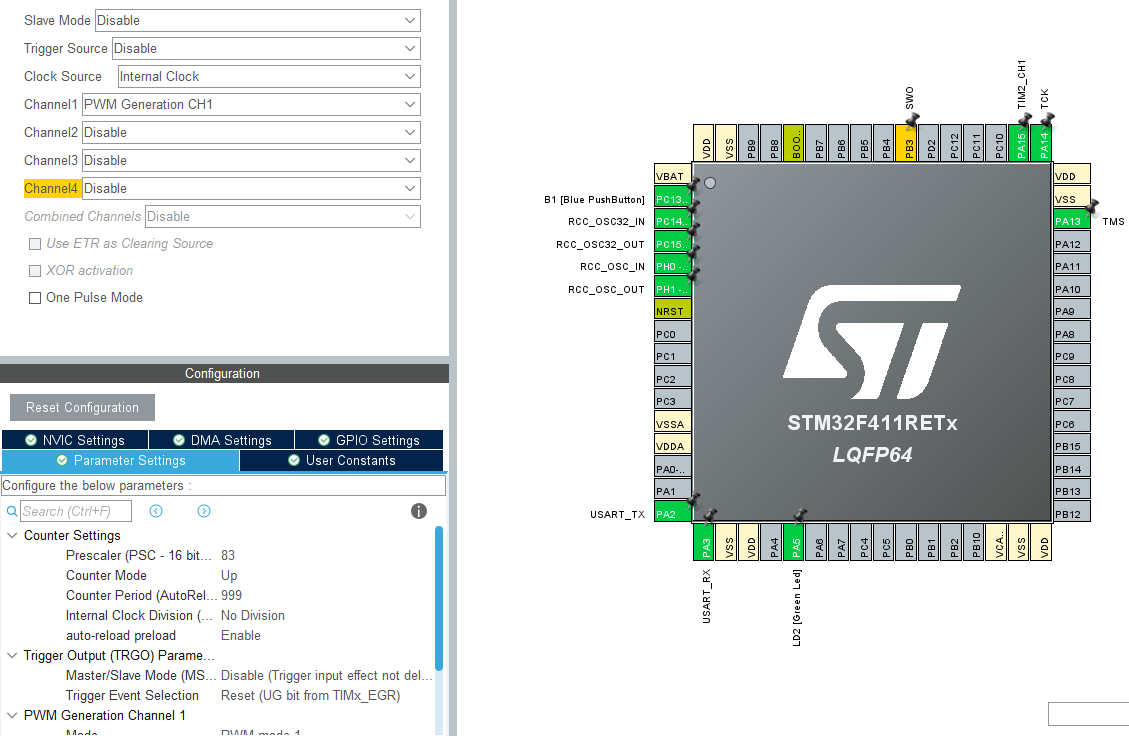 Slave Mode Disable
Trigger Source Disable
Clock Source Internal Clock
Channel1 PWM Generation CH1
Channel2 Disable
Channel3 Disable
Channel4 Disable
Combined Channels Disable
Use ETR as Clearing Source
XOR activation
One Pulse Mode
Configuration
Reset Configuration
NVIC Settings DMA Settings GPIO Settings
Parameter Settings User Constants
Configure the below parameters :
Search (Ctrl+F)
Counter Settings
Prescaler (PSC - 16 bit... 83
Counter Mode Up
Counter Period (AutoRel... 999
Internal Clock Division (... No Division
auto-reload preload Enable
Trigger Output (TRGO) Parame...
Master/Slave Mode (MS... Disable (Trigger input effect not del...
Trigger Event Selection Reset (UG bit from TIMx_EGR)
PWM Generation Channel 1
Mode PWM mode 1
SWO
TIM2_CH1
TCK
VDD
VSS
PB9
PB8
BOO..
PB7
PB6
PB5
PB4
PB3
PD2
PC12
PC11
PC10
PA15
PA14
VBAT
B1 [Blue PushButton] PC13..
RCC_OSC32_IN PC14..
RCC_OSC32_OUT PC15..
RCC_OSC_IN PH0 -..
RCC_OSC_OUT PH1 -..
NRST
PC0
PC1
PC2
PC3
VSSA
VDDA
PA0-..
PA1
USART_TX PA2
ST
STM32F411RETx
LQFP64
VDD
VSS
PA13 TMS
PA12
PA11
PA10
PA9
PA8
PC9
PC8
PC7
PC6
PB15
PB14
PB13
PB12
PA3
VSS
VDD
PA4
PA5
PA6
PA7
PC4
PC5
PB0
PB1
PB2
PB10
VCA..
VSS
VDD
USART_RX
LD2 [Green Led]